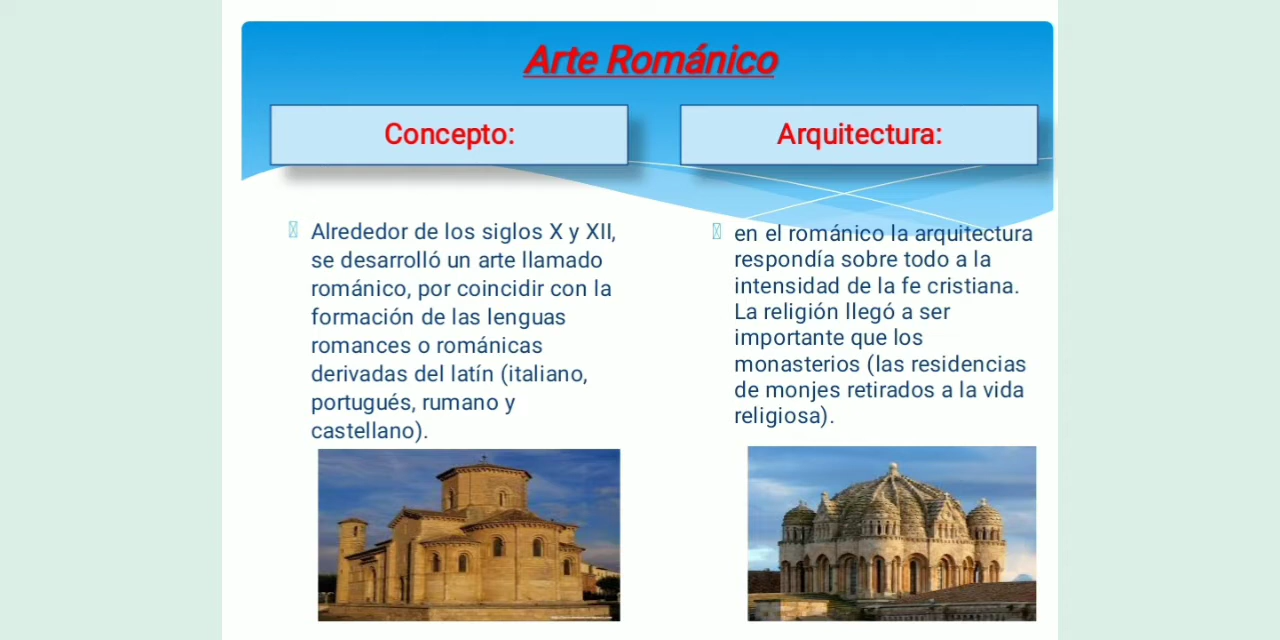 Arte Románico
Concepto:
Arquitectura:
Alrededor de los siglos X y XII,
se desarrolló un arte llamado
románico, por coincidir con la
formación de las lenguas
romances o románicas
derivadas del latín (italiano,
portugués, rumano y
castellano).
en el románico la arquitectura
respondía sobre todo a la
intensidad de la fe cristiana.
La religión llegó a ser
importante que los
monasterios (las residencias
de monjes retirados a la vida
religiosa).